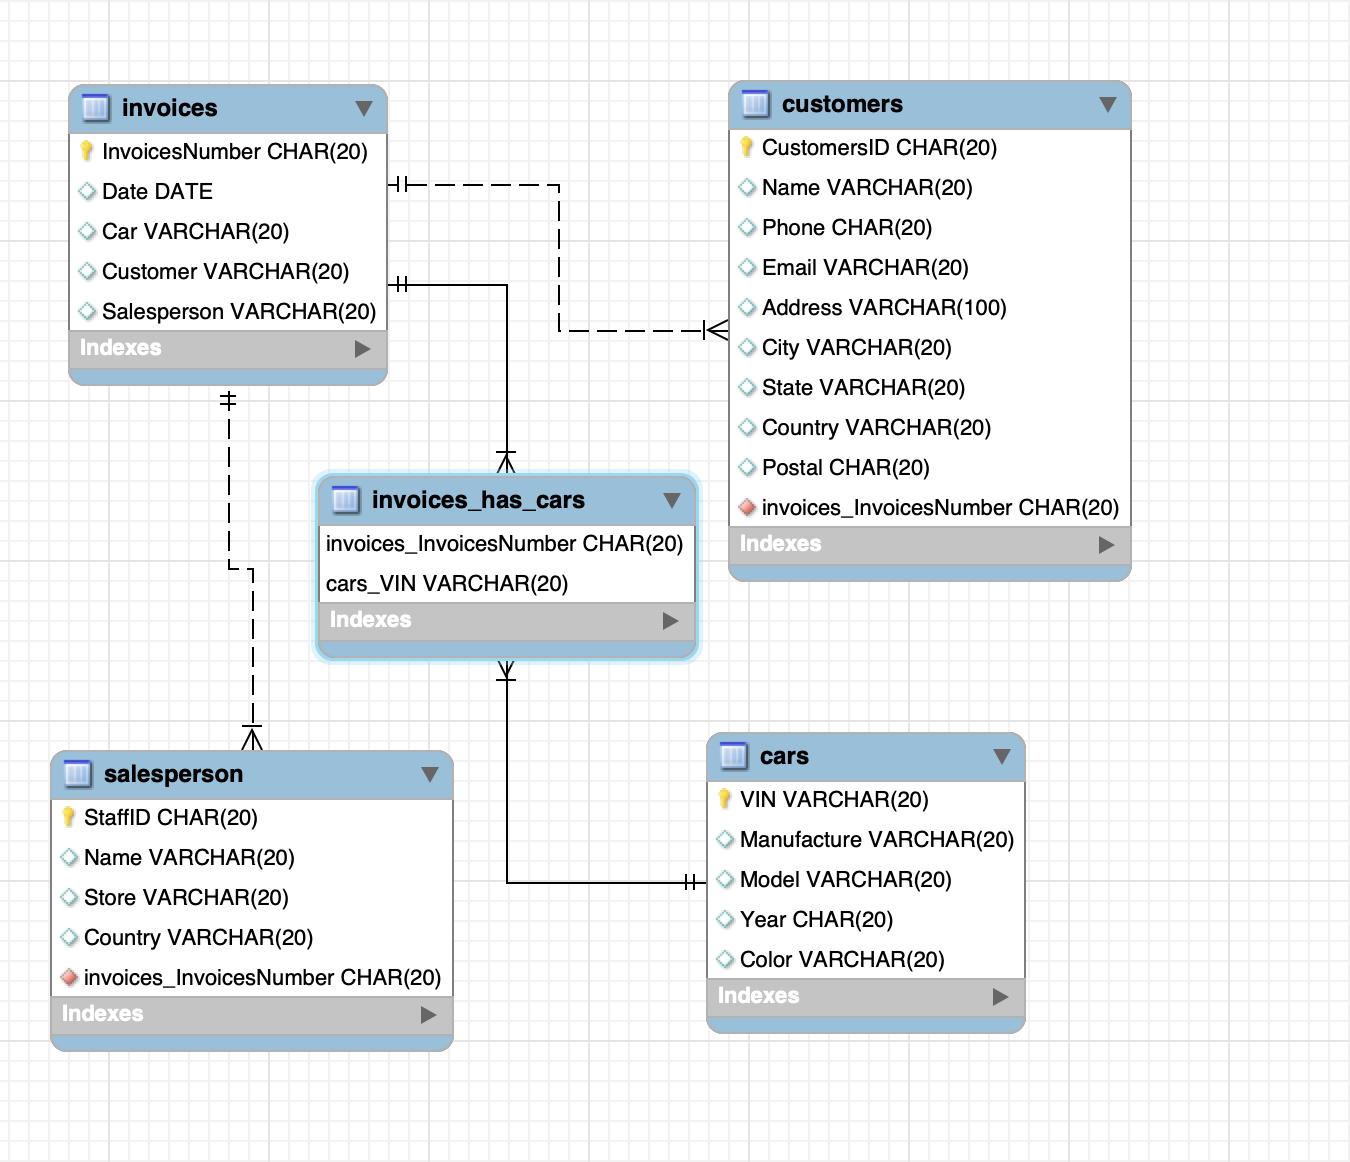 invoices
InvoicesNumber CHAR(20)
Date DATE
Car VARCHAR(20)
Customer VARCHAR(20)
Salesperson VARCHAR(20)
Indexes
customers
CustomersID CHAR(20)
Name VARCHAR(20)
Phone CHAR(20)
Email VARCHAR(20)
Address VARCHAR(100)
City VARCHAR(20)
State VARCHAR(20)
Country VARCHAR(20)
Postal CHAR(20)
invoices_InvoicesNumber CHAR(20)
Indexes
invoices_has_cars
invoices_InvoicesNumber CHAR(20)
cars_VIN VARCHAR(20)
Indexes
salesperson
StaffID CHAR(20)
Name VARCHAR(20)
Store VARCHAR(20)
Country VARCHAR(20)
invoices_InvoicesNumber CHAR(20)
Indexes
cars
VIN VARCHAR(20)
Manufacture VARCHAR(20)
Model VARCHAR(20)
Year CHAR(20)
Color VARCHAR(20)
Indexes